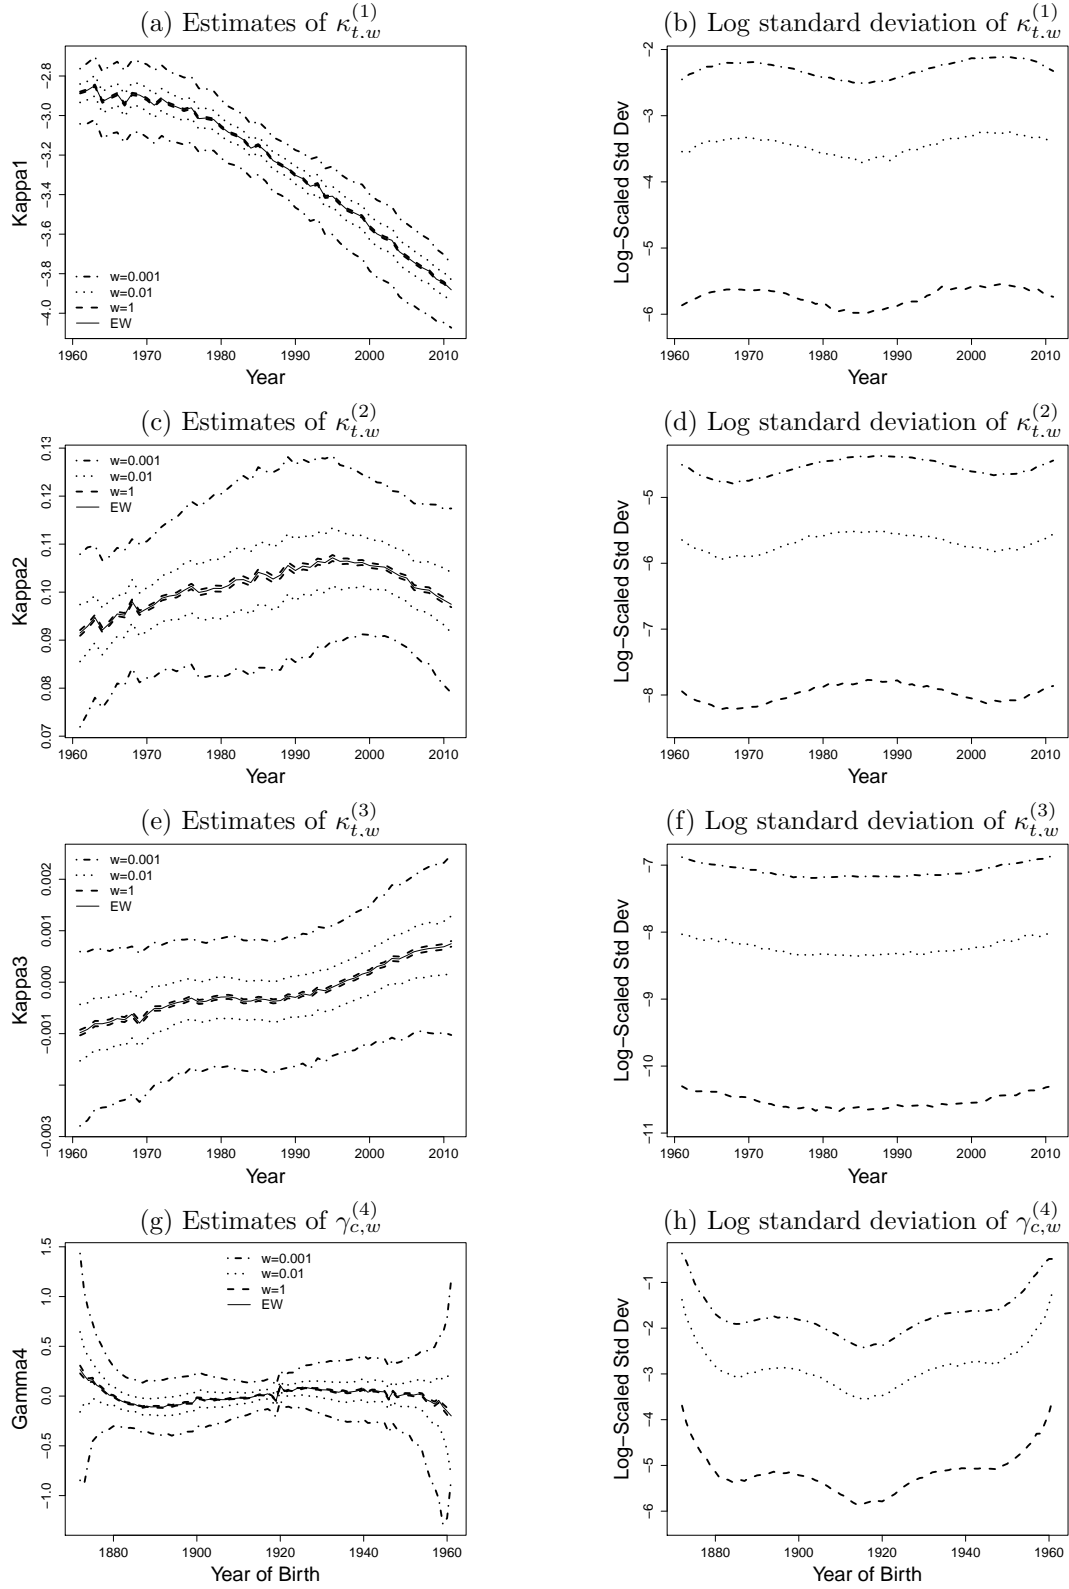 (a) Estimates of κ_{t,w}^{(1)}
Kappa1
−2.8
−3.0
−3.2
−3.4
−3.6
−3.8
−4.0
w=0.001
w=0.01
w=1
EW
1960 1970 1980 1990 2000 2010
Year
(b) Log standard deviation of κ_{t,w}^{(1)}
Log−Scaled Std Dev
−2
−3
−4
−5
−6
1960 1970 1980 1990 2000 2010
Year
(c) Estimates of κ_{t,w}^{(2)}
Kappa2
0.13
0.12
0.11
0.10
0.09
0.08
0.07
w=0.001
w=0.01
w=1
EW
1960 1970 1980 1990 2000 2010
Year
(d) Log standard deviation of κ_{t,w}^{(2)}
Log−Scaled Std Dev
−5
−6
−7
−8
1960 1970 1980 1990 2000 2010
Year
(e) Estimates of κ_{t,w}^{(3)}
Kappa3
0.002
0.001
0.000
−0.001
−0.003
w=0.001
w=0.01
w=1
EW
1960 1970 1980 1990 2000 2010
Year
(f) Log standard deviation of κ_{t,w}^{(3)}
Log−Scaled Std Dev
−7
−8
−9
−10
−11
1960 1970 1980 1990 2000 2010
Year
(g) Estimates of γ_{c,w}^{(4)}
Gamma4
1.5
1.0
0.5
0.0
−0.5
−1.0
w=0.001
w=0.01
w=1
EW
1880 1900 1920 1940 1960
Year of Birth
(h) Log standard deviation of γ_{c,w}^{(4)}
Log−Scaled Std Dev
−1
−2
−3
−4
−5
−6
1880 1900 1920 1940 1960
Year of Birth